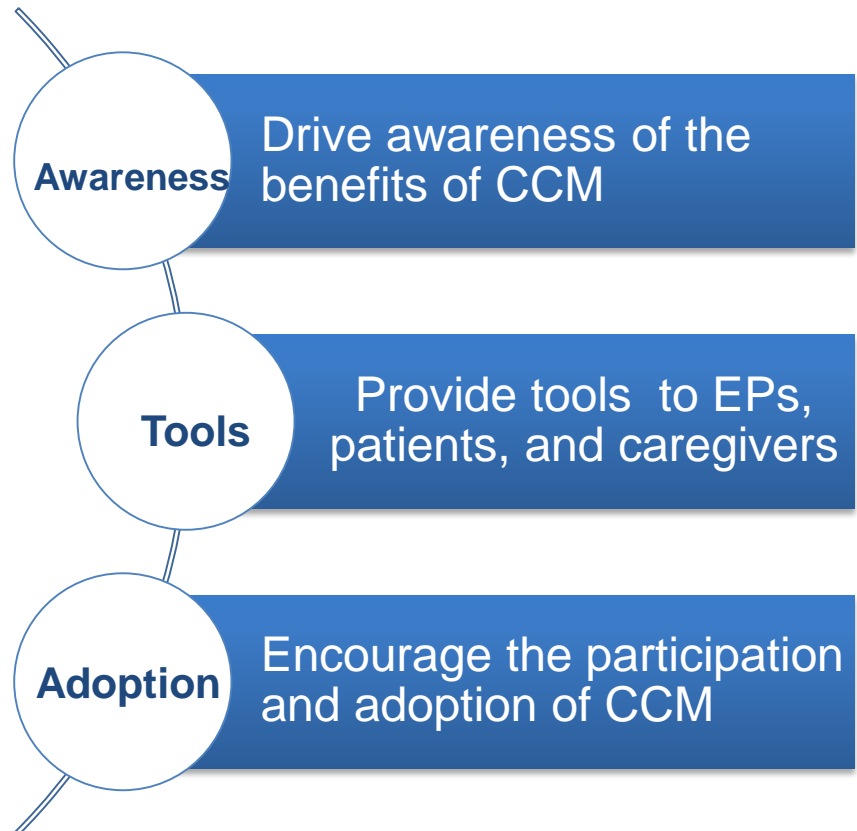 Awareness
Drive awareness of the
benefits of CCM
Tools
Provide tools  to EPs,
patients, and caregivers
Adoption
Encourage the participation
and adoption of CCM